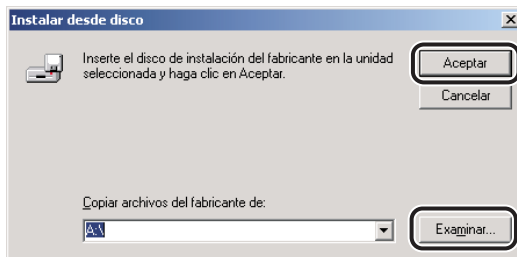 Instalar desde disco
Inserte el disco de instalación del fabricante en la unidad
seleccionada y haga clic en Aceptar.
Aceptar
Cancelar
Copiar archivos del fabricante de:
A:\
Examinar...